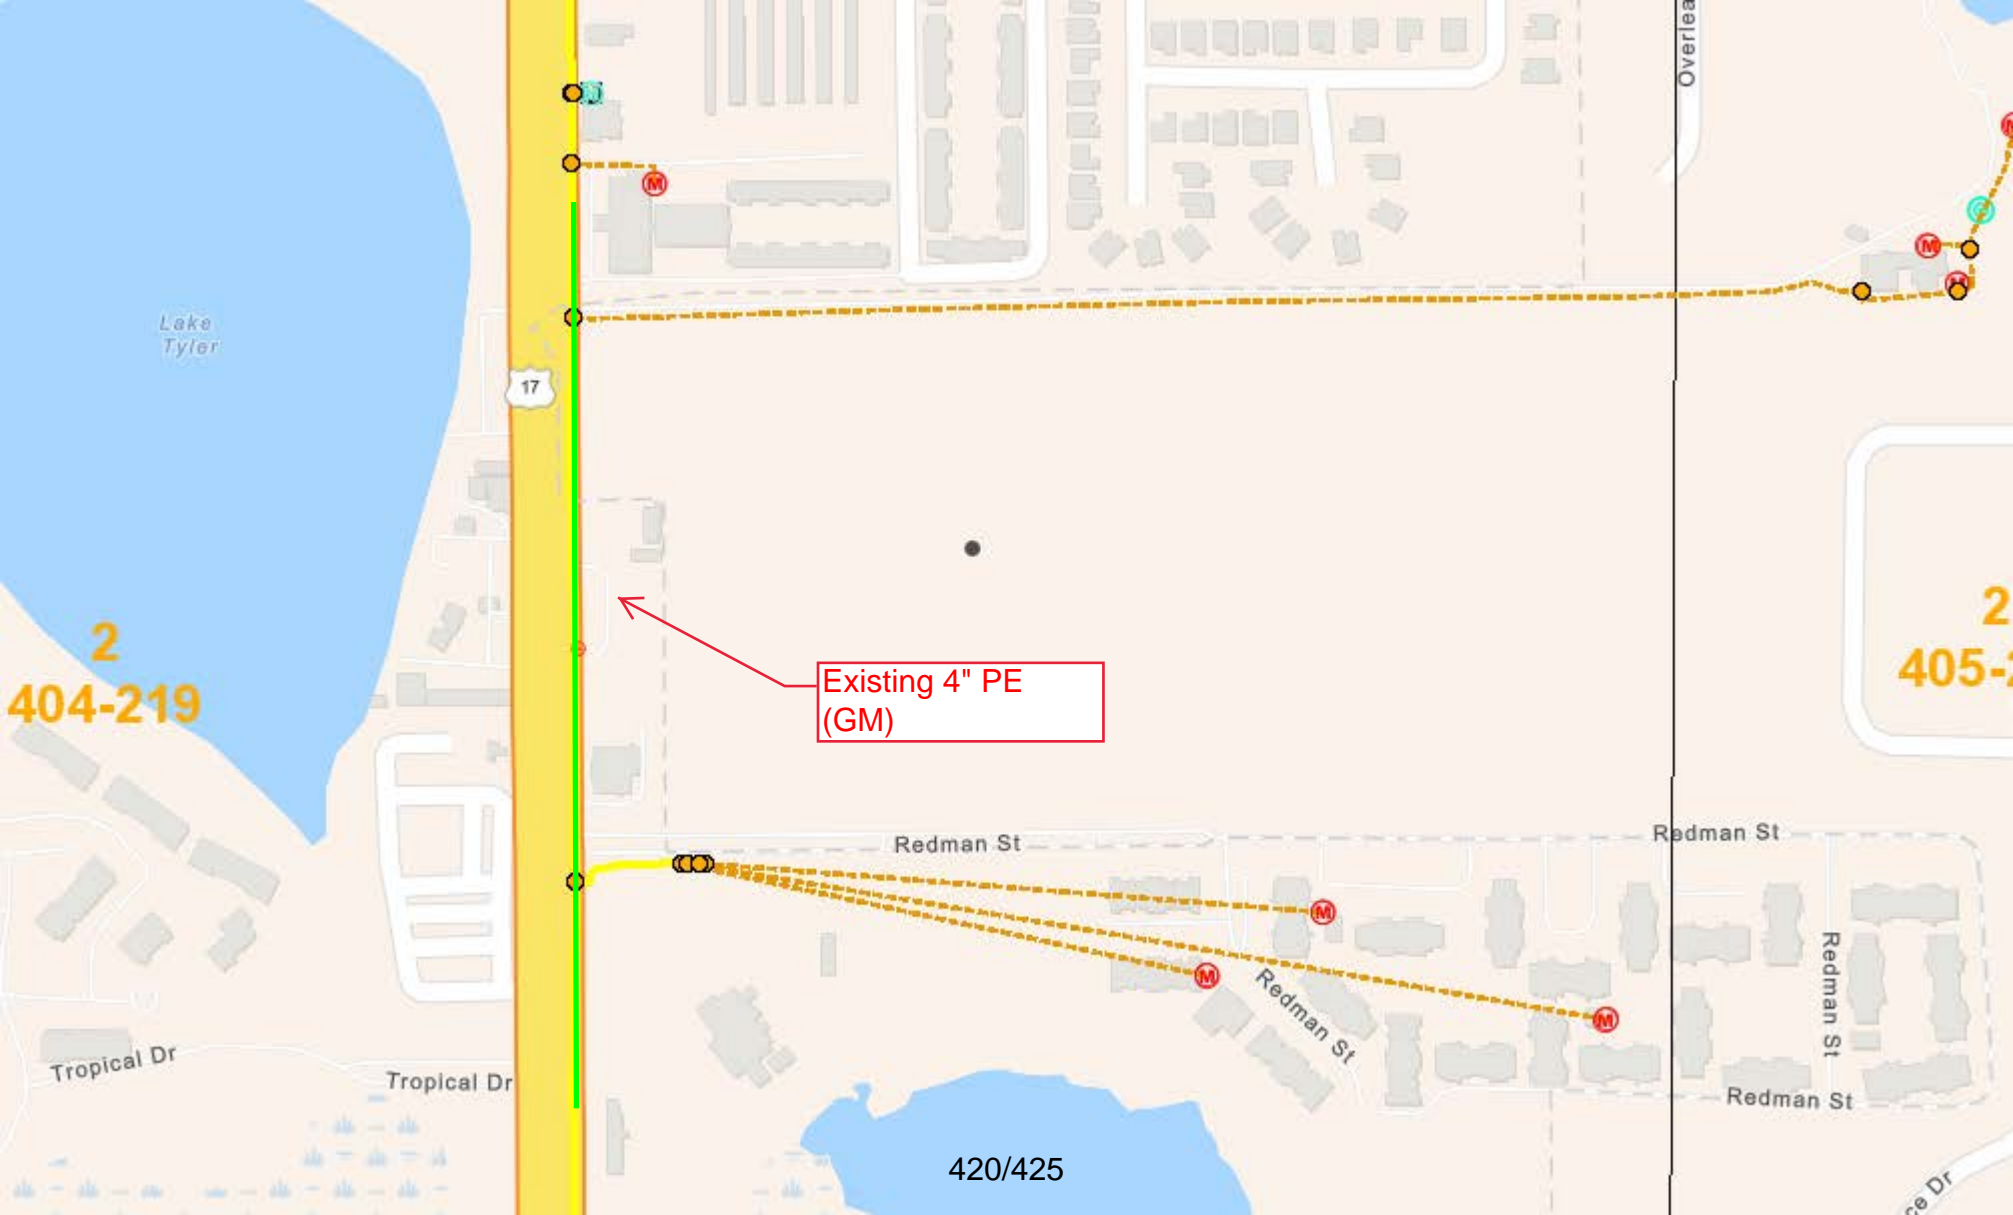 Overlea
M
M
M
M
Lake
Tyler
17
2
404-219
2
405-2
Existing 4" PE
(GM)
Redman St
Redman St
M
M
M
Redman St
Redman St
Tropical Dr
Tropical Dr
Redman St
420/425
ce Dr